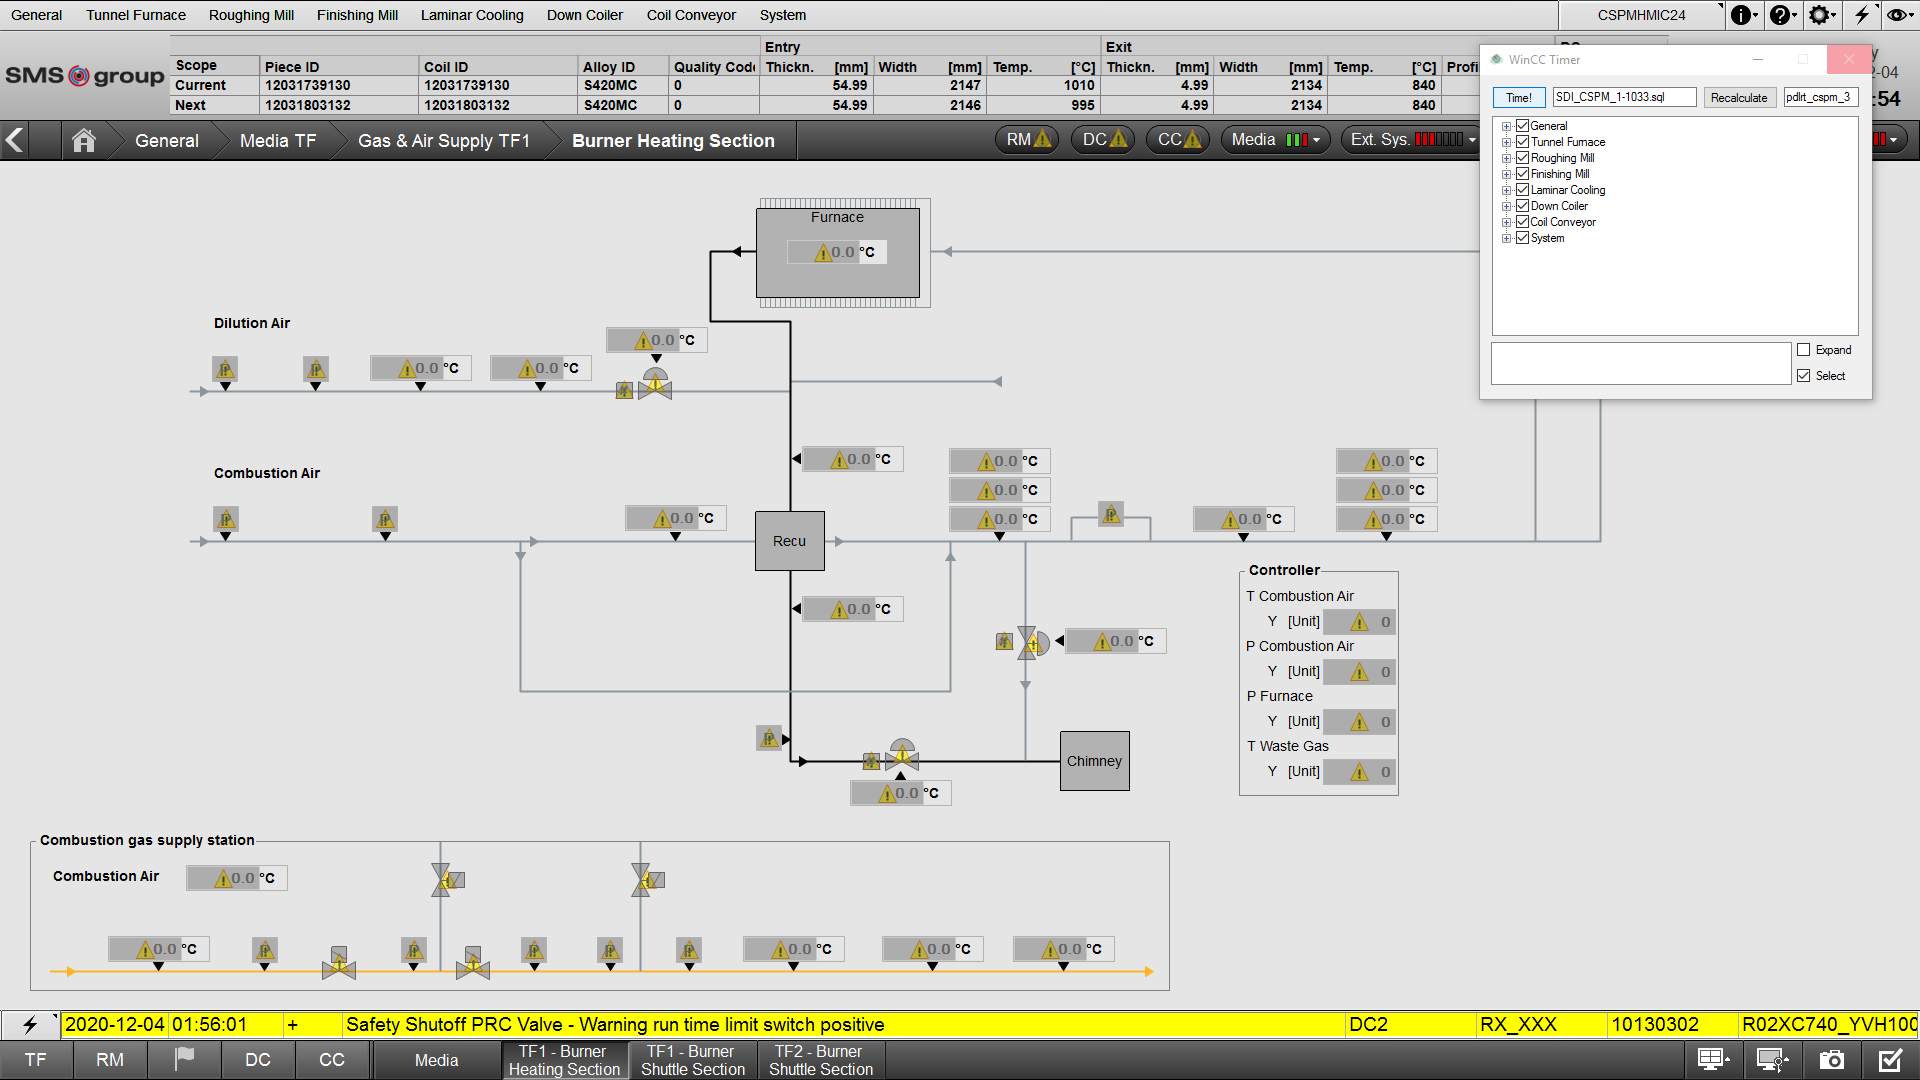 General Tunnel Furnace Roughing Mill Finishing Mill Laminar Cooling Down Coiler Coil Conveyor System CSPMHMIC24
SMS group
Entry Exit
Scope Piece ID Coil ID Alloy ID Quality Code Thickn. [mm] Width [mm] Temp. [°C] Thickn. [mm] Width [mm] Temp. [°C] Profi
Current 12031739130 12031739130 S420MC 0 54.99 2147 1010 4.99 2134 840
Next 12031803132 12031803132 S420MC 0 54.99 2146 995 4.99 2134 840
-04
:54
General Media TF Gas & Air Supply TF1 Burner Heating Section RM DC CC Media Ext. Sys.
WinCC Timer
Time! SDI_CSPM_1-1033.sql Recalculate pdlrt_cspm_3
General
Tunnel Furnace
Roughing Mill
Finishing Mill
Laminar Cooling
Down Coiler
Coil Conveyor
System
Expand
Select
Furnace
0.0 °C
Dilution Air
0.0 °C
P P 0.0 °C 0.0 °C
Combustion Air
0.0 °C
0.0 °C 0.0 °C
0.0 °C 0.0 °C
P P 0.0 °C 0.0 °C P 0.0 °C 0.0 °C
Recu
0.0 °C
0.0 °C
Controller
T Combustion Air
Y [Unit] 0
P Combustion Air
Y [Unit] 0
P Furnace
Y [Unit] 0
T Waste Gas
Y [Unit] 0
P
Chimney
0.0 °C
Combustion gas supply station
Combustion Air 0.0 °C
0.0 °C P P P P P 0.0 °C 0.0 °C 0.0 °C
2020-12-04 01:56:01 + Safety Shutoff PRC Valve - Warning run time limit switch positive DC2 RX_XXX 10130302 R02XC740_YVH100
TF RM DC CC Media TF1 - Burner Heating Section TF1 - Burner Shuttle Section TF2 - Burner Shuttle Section